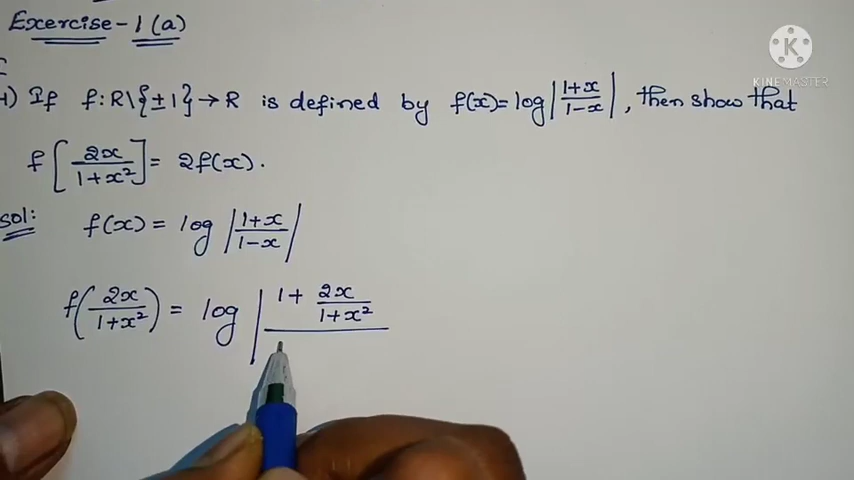 Exercise-1(a)
K
KINEMASTER
If f: R\{±1}→R is defined by f(x)=log|1+x/1-x|, then show that
f[2x/1+x²]= 2f(x).
sol: f(x) = log|1+x/1-x|
f(2x/1+x²) = log|1+ 2x/1+x²